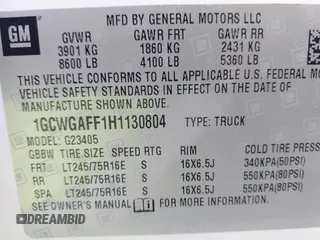 GM
MFD BY GENERAL MOTORS LLC
GVWR GAWR FRT GAWR RR
3901 KG 1860 KG 2431 KG
8600 LB 4100 LB 5360 LB
THIS VEHICLE CONFORMS TO ALL APPLICABLE U.S. FEDERAL MOTOR
VEHICLE SAFETY STANDARDS IN EFFECT ON THE DATE OF
MANUFACTURE SHOWN ABOVE.
1GCWGAFF1H1130804 TYPE: TRUCK
MODEL: G23405
GBBW TIRE SIZE SPEED RTG RIM COLD TIRE PRESS
FRT LT245/75R16E S 16X6.5J 340KPA(50PSI)
RR LT245/75R16E S 16X6.5J 550KPA(80PSI)
SPA LT245/75R16E S 16X6.5J 550KPA(80PSI)
SEE OWNER'S MANUAL FOR ADDITIONAL INFORMATION
DREAMBID